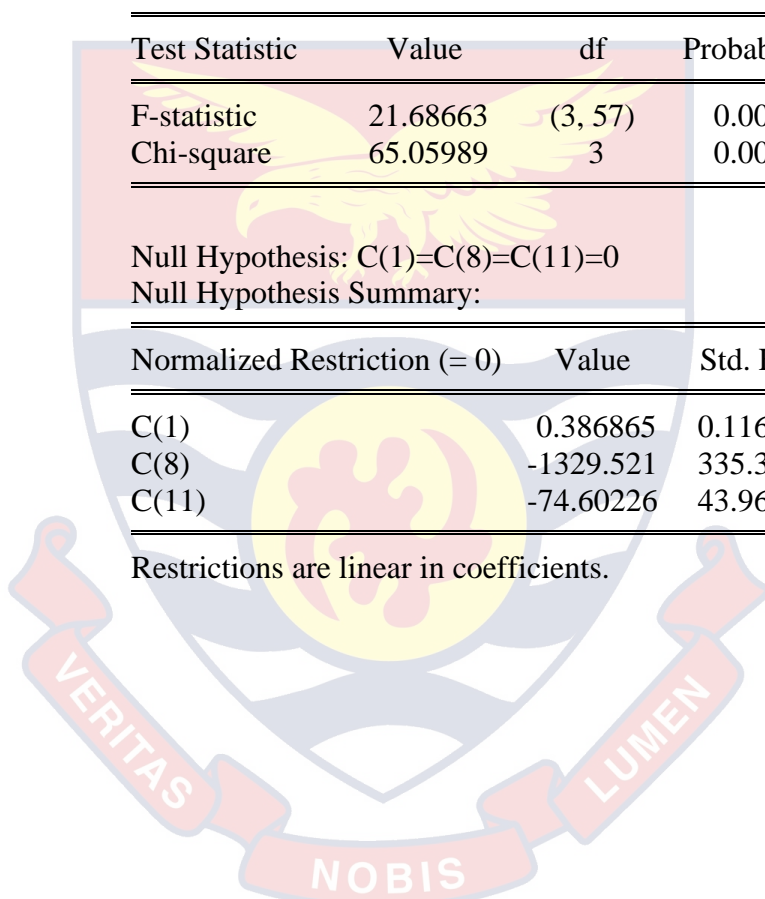 Test Statistic Value df Probab
F-statistic 21.68663 (3, 57) 0.00
Chi-square 65.05989 3 0.00
Null Hypothesis: C(1)=C(8)=C(11)=0
Null Hypothesis Summary:
Normalized Restriction (= 0) Value Std. E
C(1) 0.386865 0.116
C(8) -1329.521 335.3
C(11) -74.60226 43.96
Restrictions are linear in coefficients.
VERITAS
NOBIS
LUMEN